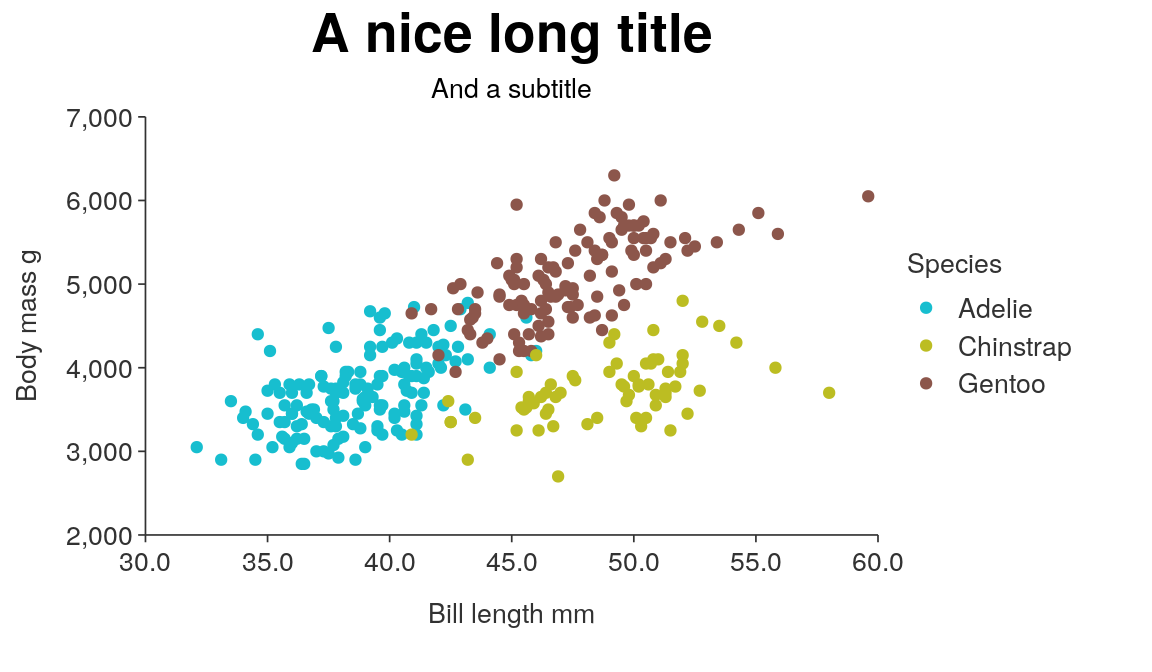 A nice long title
And a subtitle
7,000
6,000
5,000
4,000
3,000
2,000
Body mass g
30.0 35.0 40.0 45.0 50.0 55.0 60.0
Bill length mm
Species
Adelie
Chinstrap
Gentoo